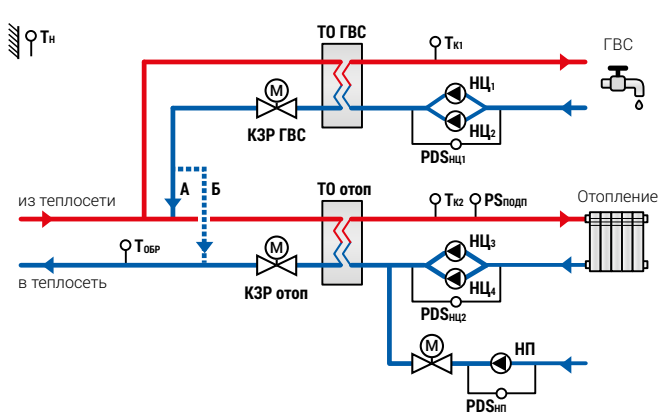 Tн
ТО ГВС
Tк1
ГВС
M
НЦ1
НЦ2
КЗР ГВС
PDSнц1
А
Б
из теплосети
ТО отоп
Tк2
PSподп
Отопление
Tобр
M
НЦ3
НЦ4
в теплосеть
КЗР отоп
PDSнц2
M
НП
PDSнп